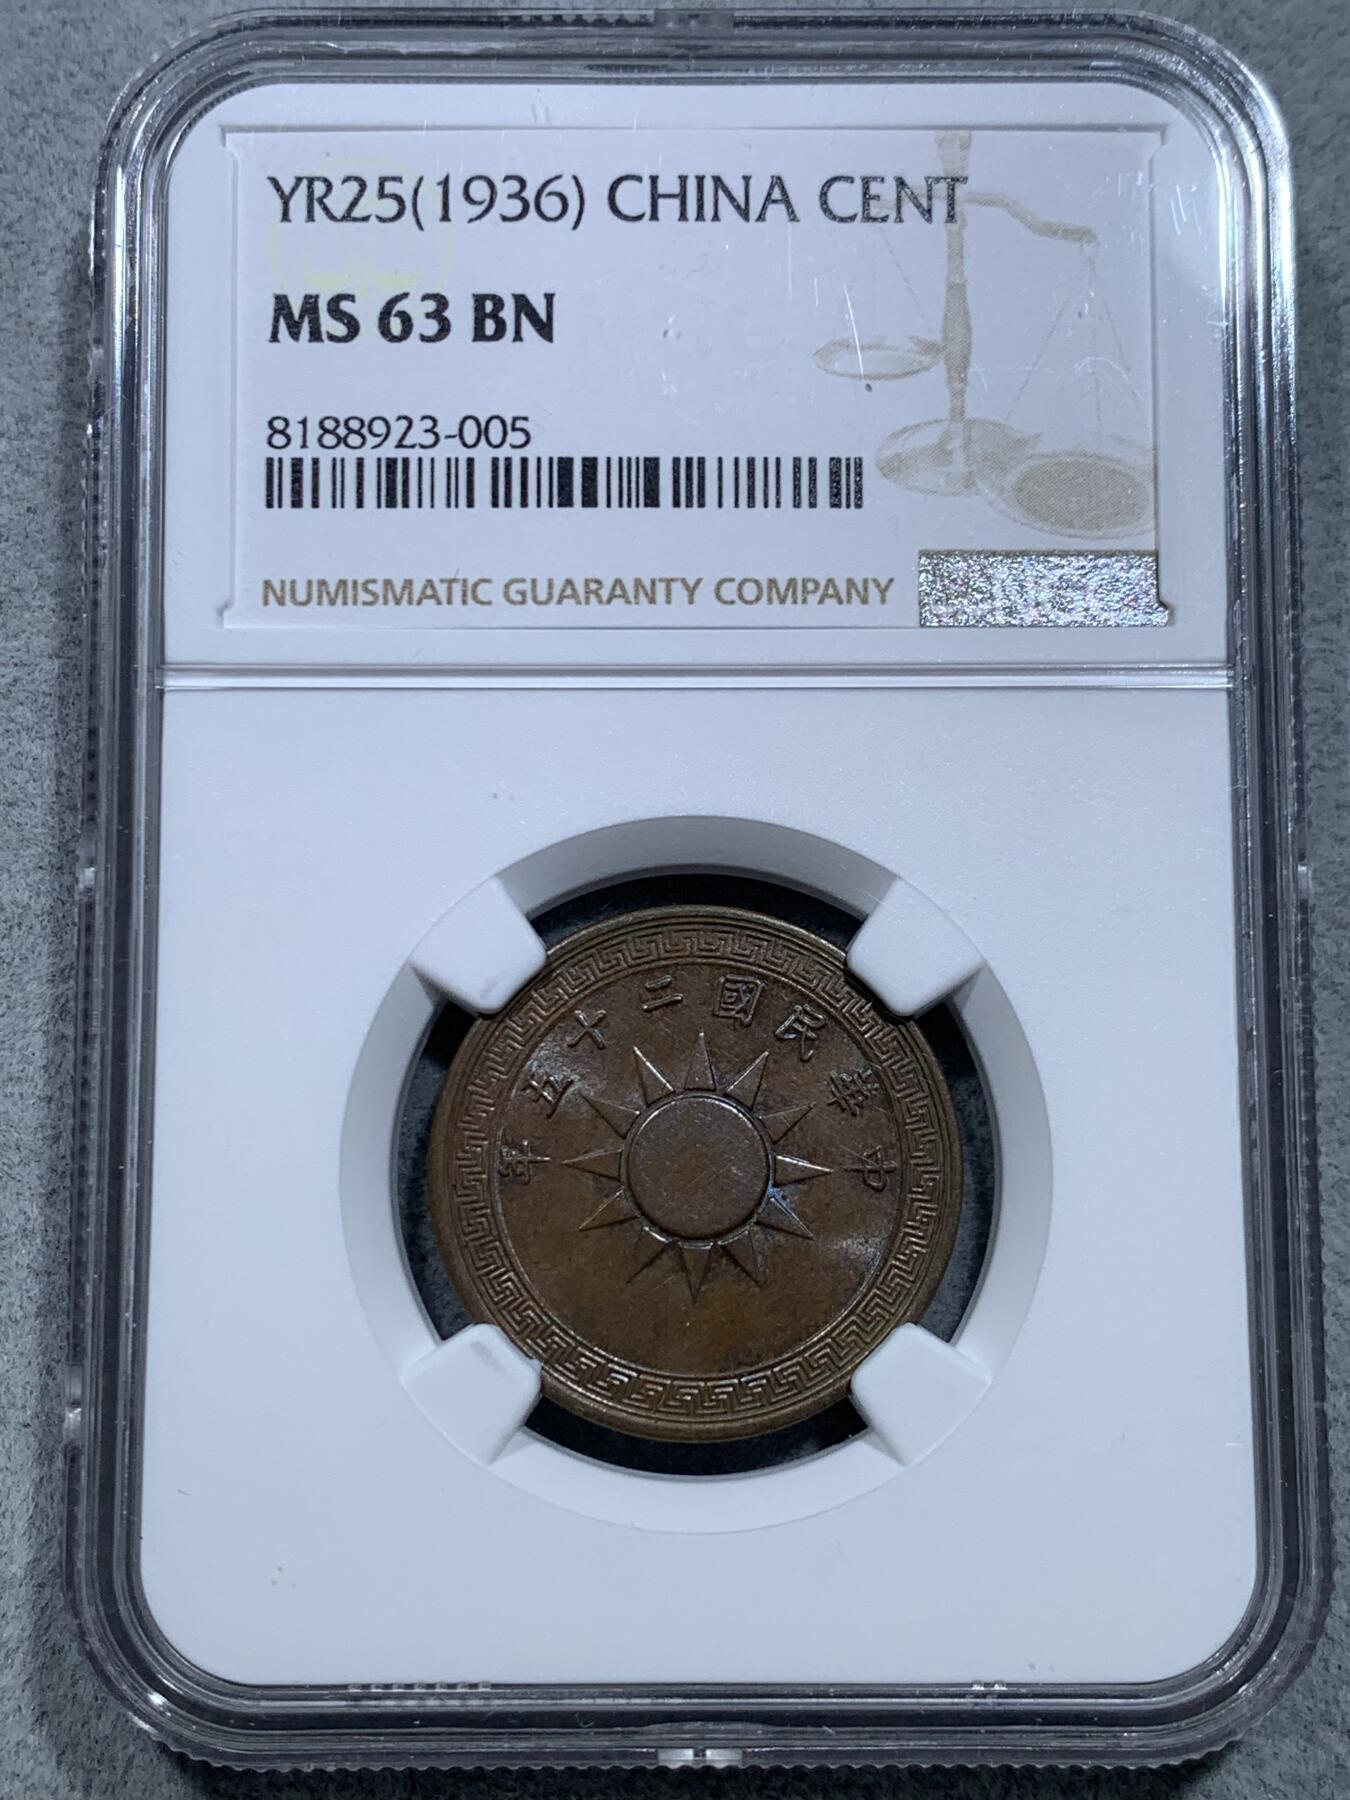 YR25(1936) CHINA CENT
MS 63 BN
8188923-005
NUMISMATIC GUARANTY COMPANY
年五十二國民華中